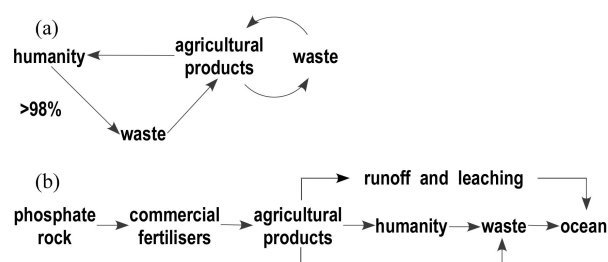 (a)
humanity
agricultural
products
waste
>98%
waste
(b)
runoff and leaching
phosphate
rock
commercial
fertilisers
agricultural
products
humanity
waste
ocean